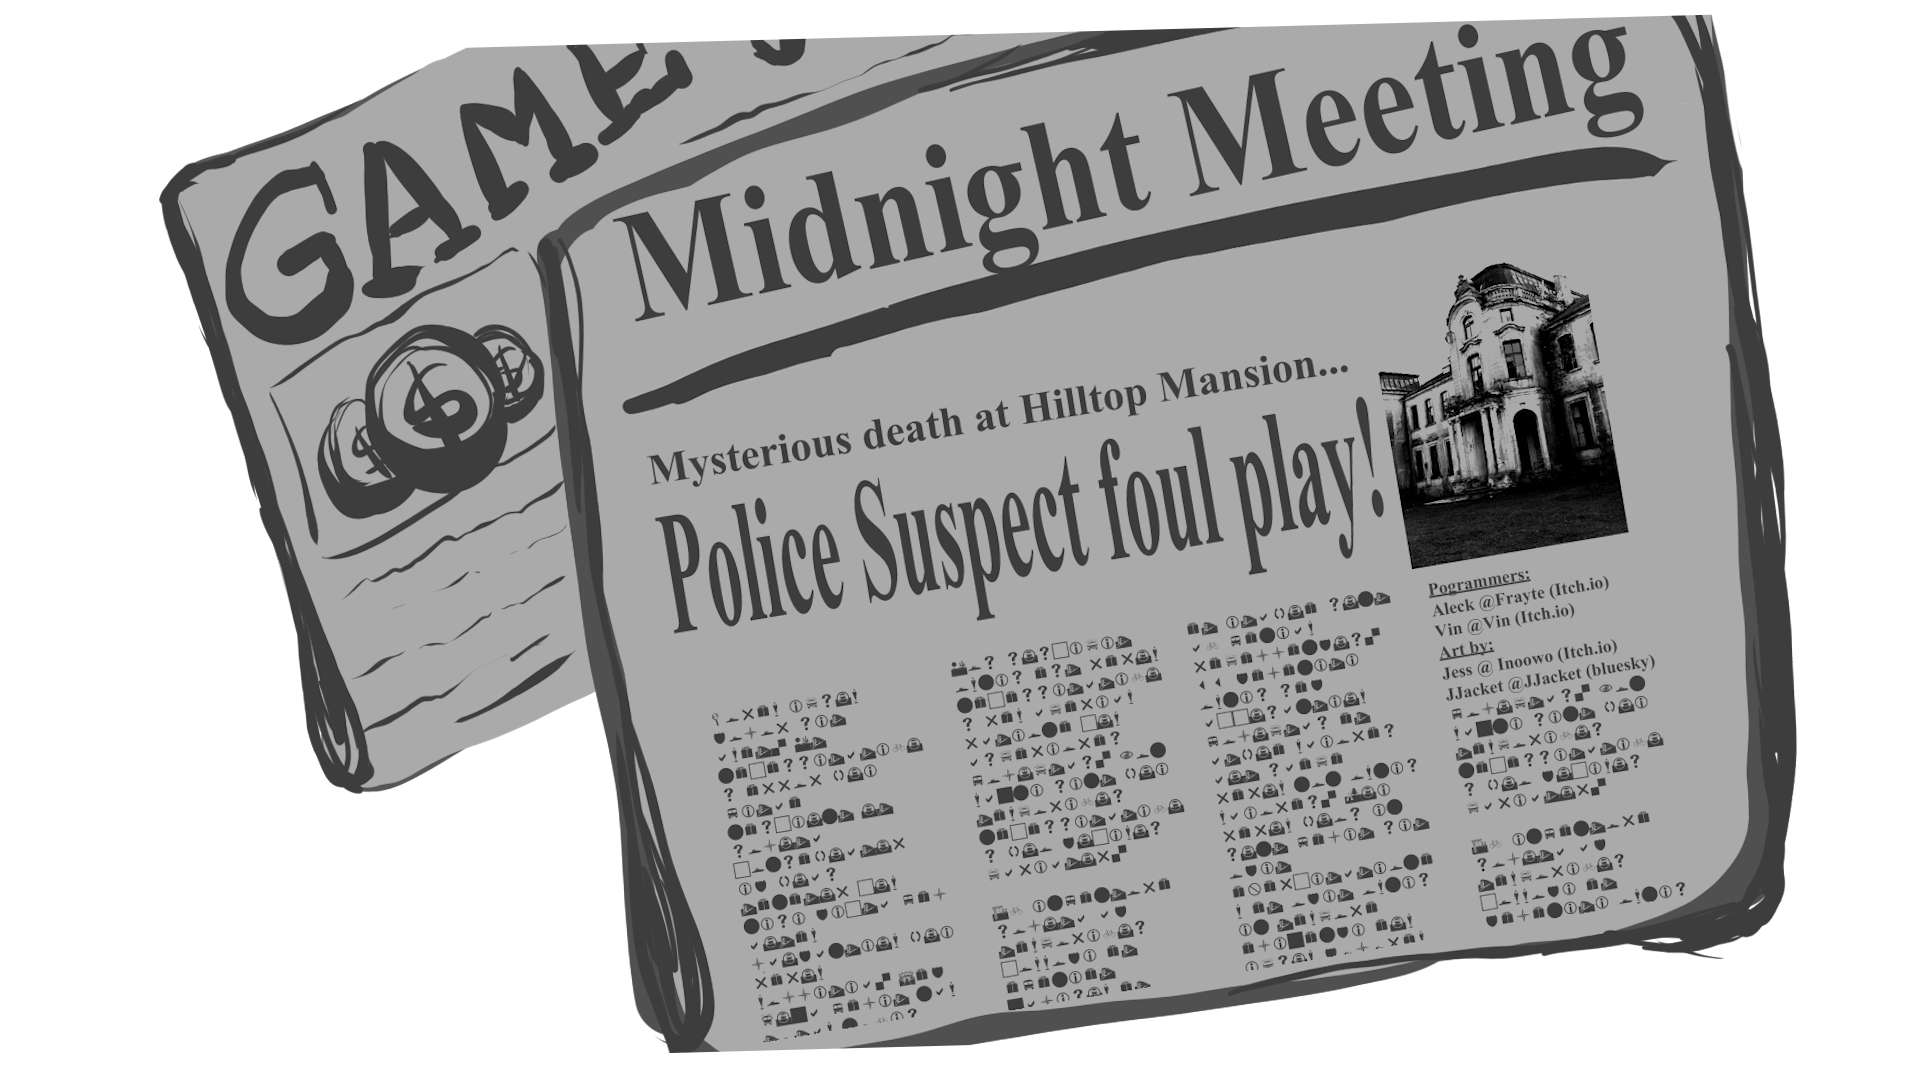 GAME
Midnight Meeting
Mysterious death at Hilltop Mansion...
Police Suspect foul play!
Pogrammers:
Aleck @Frayte (Itch.io)
Vin @Vin (Itch.io)
Art by:
Jess @ Inoowo (Itch.io)
JJacket @JJacket (bluesky)